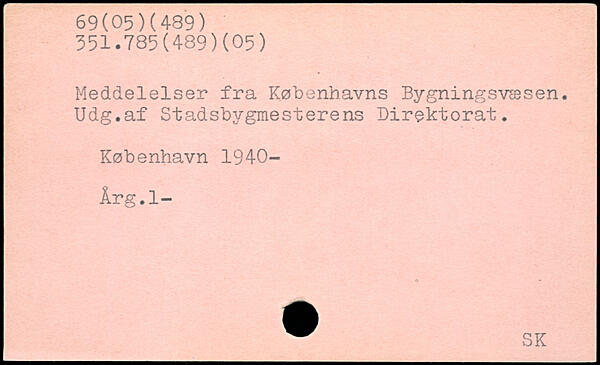 69(05)(489)
351.785(489)(05)
Meddelelser fra Københavns Bygningsvæsen.
Udg.af Stadsbygmesterens Direktorat.
København 1940-
Årg.1-
SK